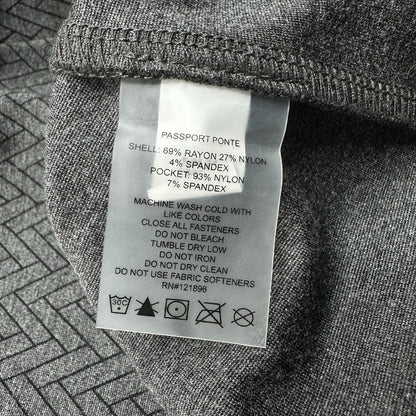 PASSPORT PONTE
SHELL: 69% RAYON 27% NYLON
4% SPANDEX
POCKET: 93% NYLON
7% SPANDEX
MACHINE WASH COLD WITH
LIKE COLORS
CLOSE ALL FASTENERS
DO NOT BLEACH
TUMBLE DRY LOW
DO NOT IRON
DO NOT DRY CLEAN
DO NOT USE FABRIC SOFTENERS
RN#121896
30C